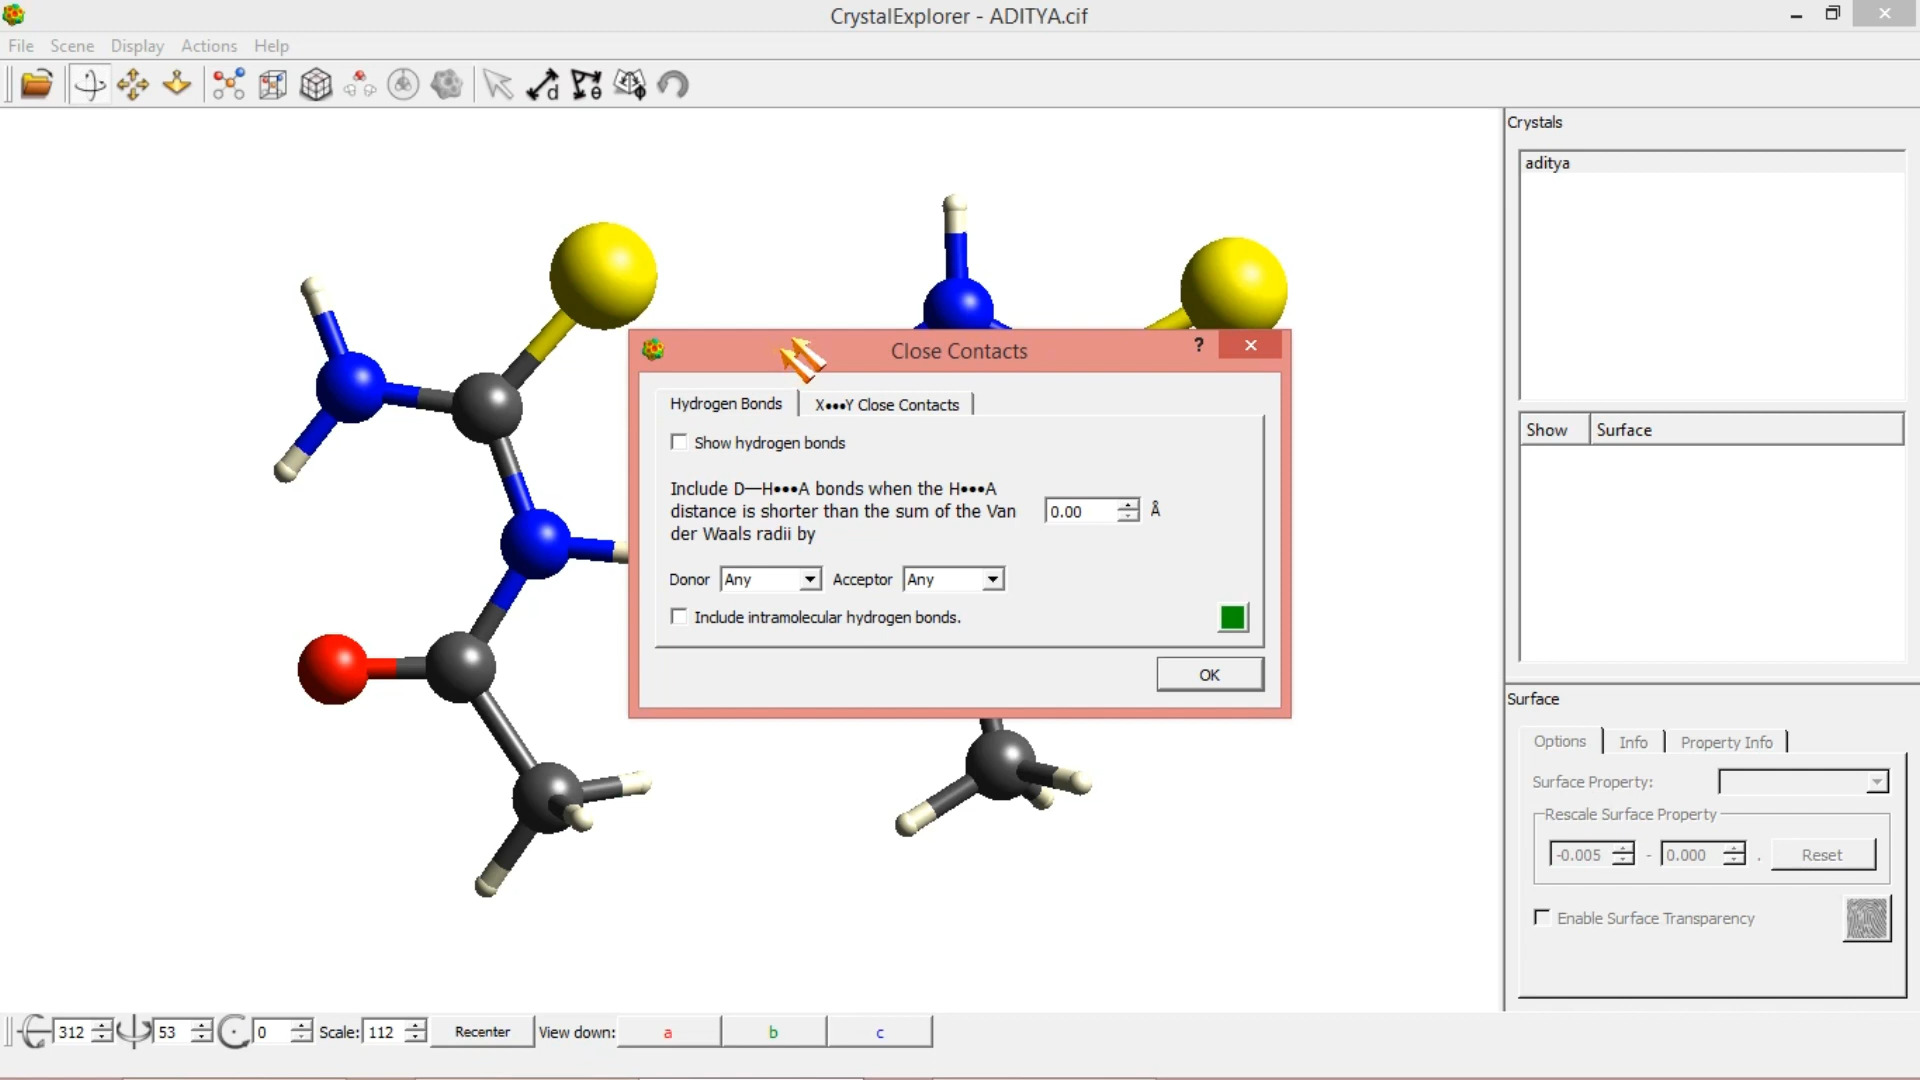 CrystalExplorer - ADITYA.cif
File Scene Display Actions Help
d θ φ
Crystals
aditya
Show Surface
Close Contacts
?
Hydrogen Bonds X•••Y Close Contacts
Show hydrogen bonds
Include D—H•••A bonds when the H•••A
distance is shorter than the sum of the Van
der Waals radii by
0.00 Å
Donor Any Acceptor Any
Include intramolecular hydrogen bonds.
OK
Surface
Options Info Property Info
Surface Property:
Rescale Surface Property
-0.005 - 0.000 . Reset
Enable Surface Transparency
312 53 0 Scale: 112 Recenter View down: a b c